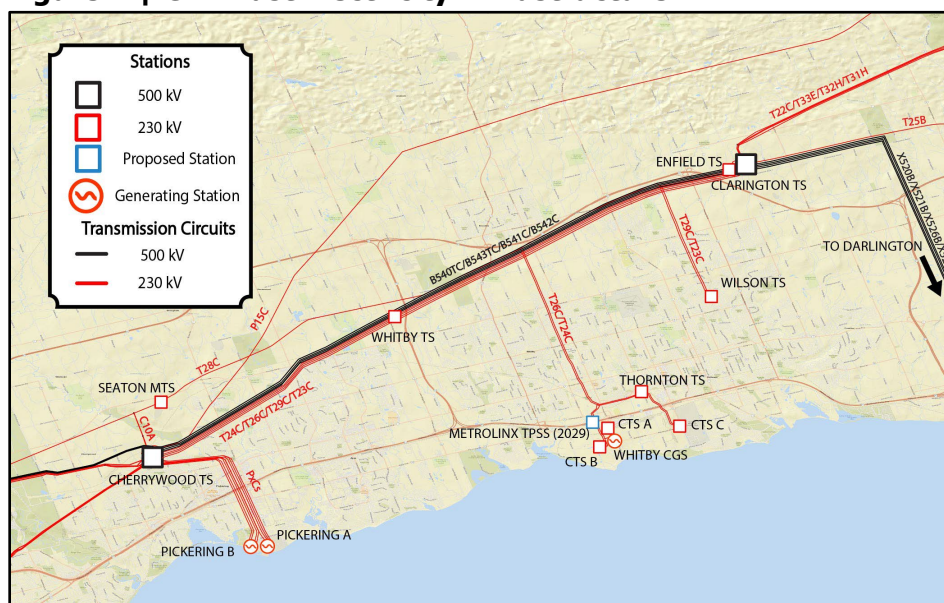 Stations
500 kV
230 kV
Proposed Station
Generating Station
Transmission Circuits
500 kV
230 kV
T22C/T33E/T32H/T31H
T25B
ENFIELD TS
CLARINGTON TS
X520B/X521B/X526B/
TO DARLINGTON
T29C/T23C
WILSON TS
B540TC/B543TC/B541C/B542C
P15C
WHITBY TS
T26C/T24C
T28C
SEATON MTS
THORNTON TS
C10A
T24C/T26C/T29C/T23C
METROLINX TPSS (2029)
CTS A
CTS C
CTS B
WHITBY CGS
CHERRYWOOD TS
PxCs
PICKERING A
PICKERING B